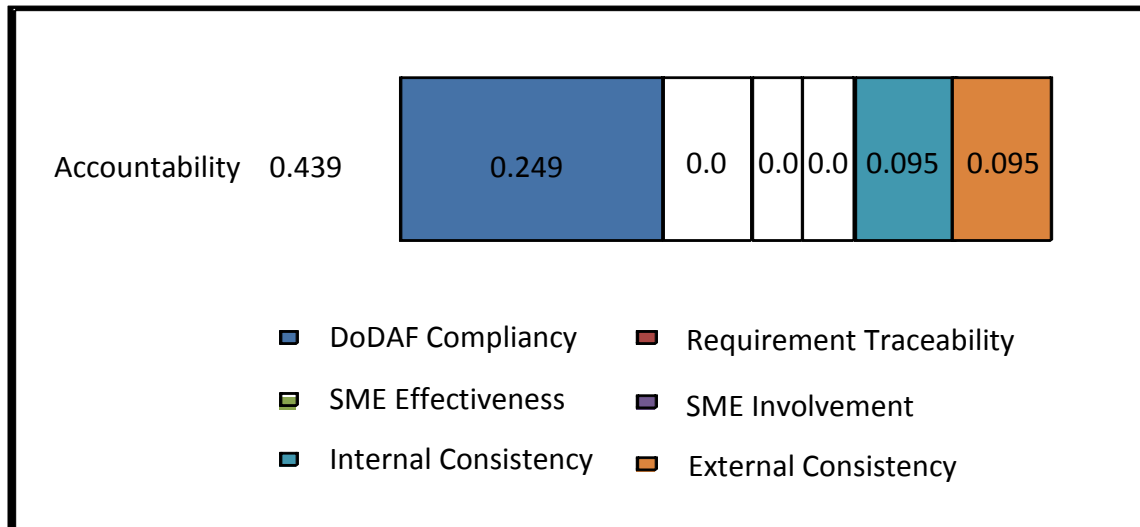 Accountability 0.439 0.249 0.0 0.0 0.0 0.095 0.095
DoDAF Compliancy Requirement Traceability
SME Effectiveness SME Involvement
Internal Consistency External Consistency